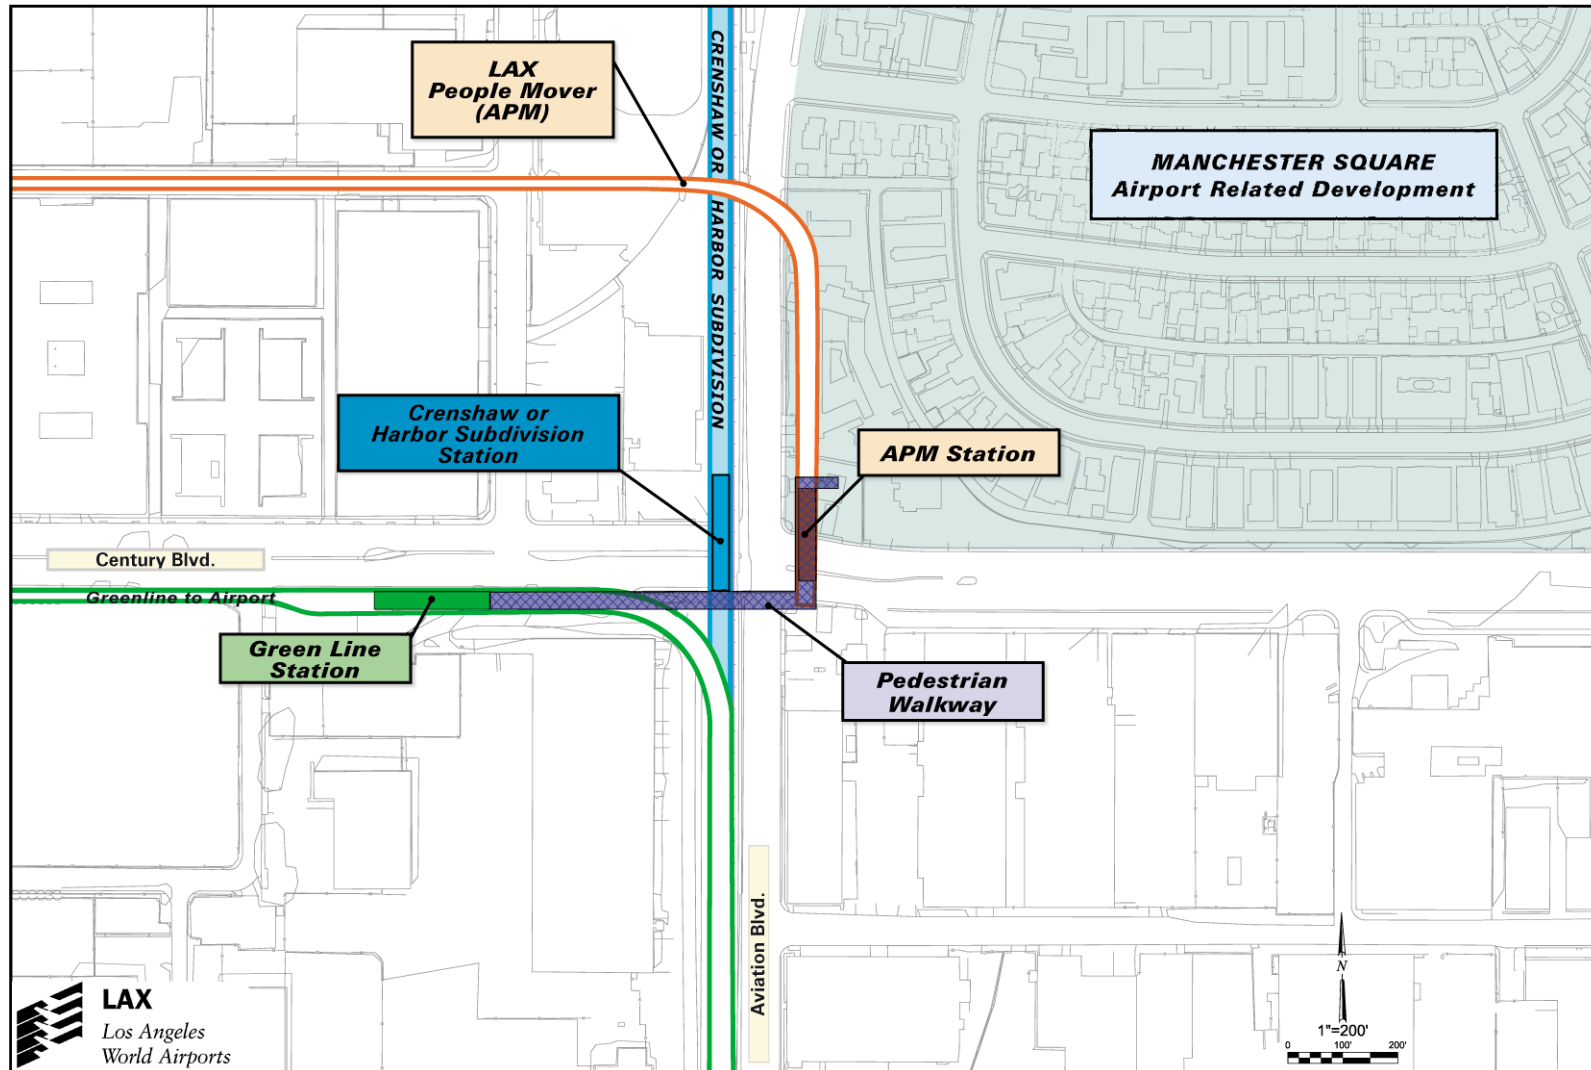 LAX
People Mover
(APM)
CRENSHAW OR HARBOR SUBDIVISION
MANCHESTER SQUARE
Airport Related Development
Crenshaw or
Harbor Subdivision
Station
APM Station
Century Blvd.
Greenline to Airport
Green Line
Station
Pedestrian
Walkway
Aviation Blvd.
LAX
Los Angeles
World Airports
N
1"=200'
0 100' 200'